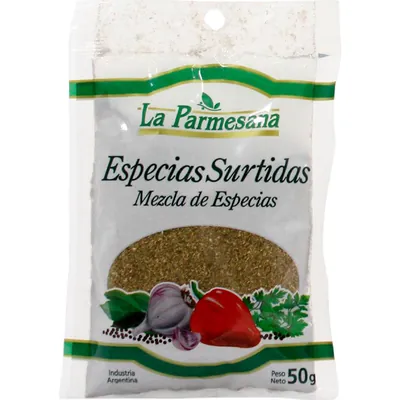 La Parmesana
Especias Surtidas
Mezcla de Especias
Industria
Argentina
Peso
Neto 50g